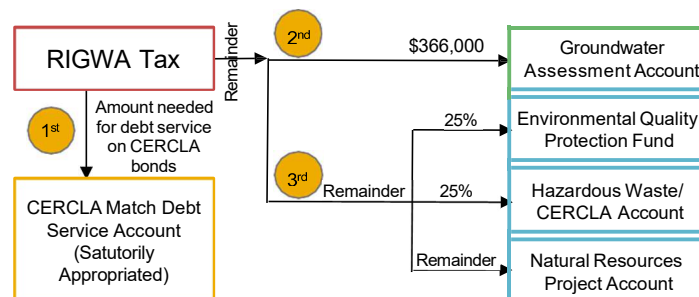 RIGWA Tax
Remainder
2nd
$366,000
Groundwater
Assessment Account
1st
Amount needed
for debt service
on CERCLA
bonds
25%
Environmental Quality
Protection Fund
3rd
Remainder
25%
Hazardous Waste/
CERCLA Account
CERCLA Match Debt
Service Account
(Satutorily
Appropriated)
Remainder
Natural Resources
Project Account